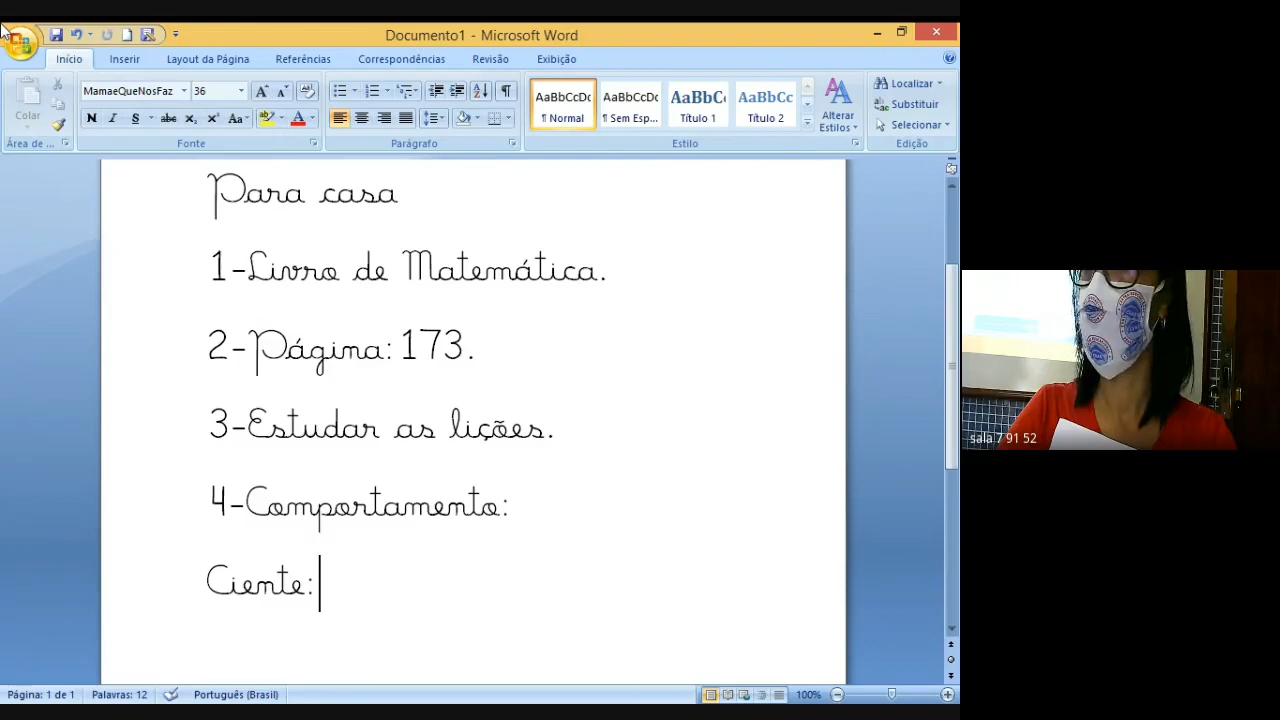 Documento1 - Microsoft Word
Início Inserir Layout da Página Referências Correspondências Revisão Exibição
MamaeQueNosFaz 36
AaBbCcDc AaBbCcDc AaBbC AaBbCc
Colar
¶ Normal ¶ Sem Esp... Título 1 Título 2
Alterar Estilos
Localizar
Substituir
Selecionar
Área de ... Fonte Parágrafo Estilo Edição
Para casa
1-Livro de Matemática.
2-Página: 173.
3-Estudar as lições.
4-Comportamento:
Ciente:
sala 7 91 52
Página: 1 de 1 Palavras: 12 Português (Brasil) 100%